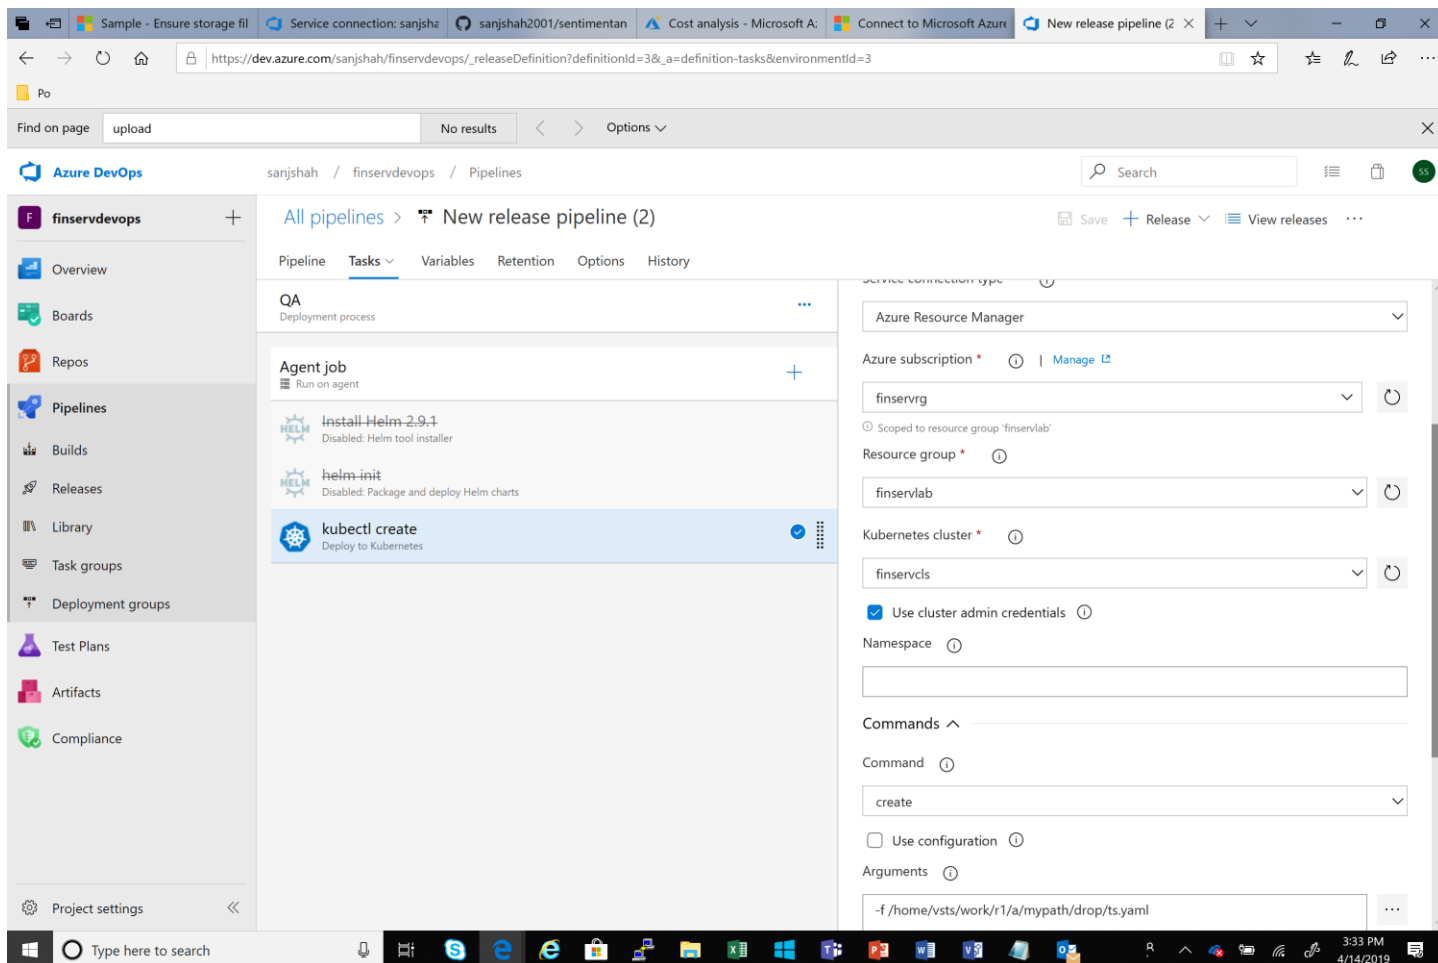 Sample - Ensure storage fil
Service connection: sanjsha
sanjshah2001/sentimentan
Cost analysis - Microsoft A
Connect to Microsoft Azure
New release pipeline (2
https://dev.azure.com/sanjshah/finservdevops/_releaseDefinition?definitionId=3&_a=definition-tasks&environmentId=3
Po
Find on page
upload
No results
Options
Azure DevOps
sanjshah / finservdevops / Pipelines
Search
SS
F
finservdevops
Overview
Boards
Repos
Pipelines
Builds
Releases
Library
Task groups
Deployment groups
Test Plans
Artifacts
Compliance
Project settings
All pipelines > New release pipeline (2)
Save
Release
View releases
Pipeline
Tasks
Variables
Retention
Options
History
QA
Deployment process
Agent job
Run on agent
HELM
Install Helm 2.9.1
Disabled: Helm tool installer
HELM
helm init
Disabled: Package and deploy Helm charts
kubectl create
Deploy to Kubernetes
Service connection type
Azure Resource Manager
Azure subscription * | Manage
finservrg
Scoped to resource group 'finservlab'
Resource group *
finservlab
Kubernetes cluster *
finservcls
Use cluster admin credentials
Namespace
Commands
Command
create
Use configuration
Arguments
-f /home/vsts/work/r1/a/mypath/drop/ts.yaml
Type here to search
3:33 PM
4/14/2019